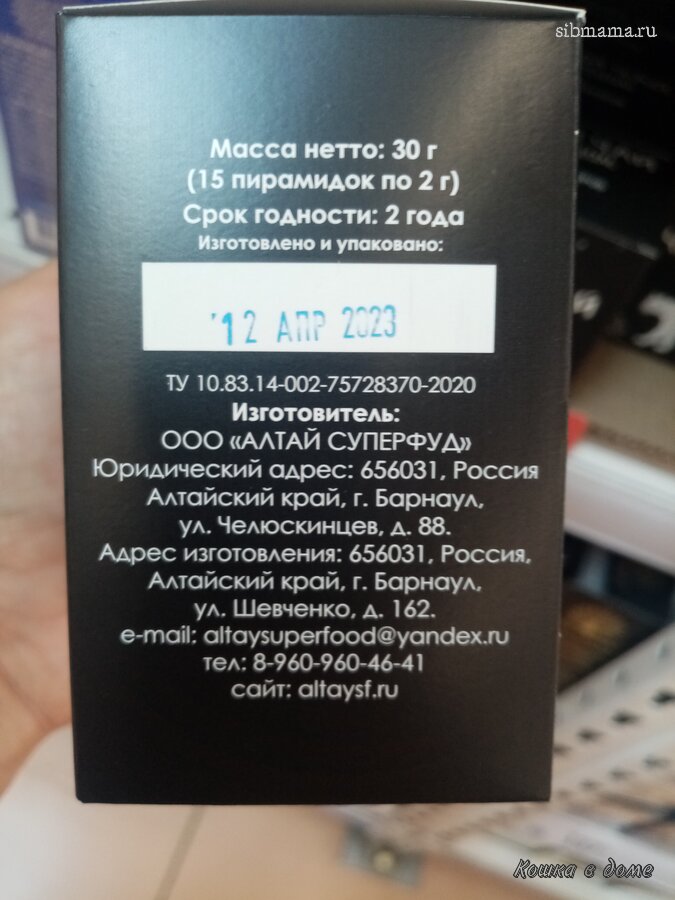 sibmama.ru
Масса нетто: 30 г
(15 пирамидок по 2 г)
Срок годности: 2 года
Изготовлено и упаковано:
'12 АПР 2023
ТУ 10.83.14-002-75728370-2020
Изготовитель:
ООО «АЛТАЙ СУПЕРФУД»
Юридический адрес: 656031, Россия
Алтайский край, г. Барнаул,
ул. Челюскинцев, д. 88.
Адрес изготовления: 656031, Россия,
Алтайский край, г. Барнаул,
ул. Шевченко, д. 162.
e-mail: altaysuperfood@yandex.ru
тел: 8-960-960-46-41
сайт: altaysf.ru
Кошка в доме